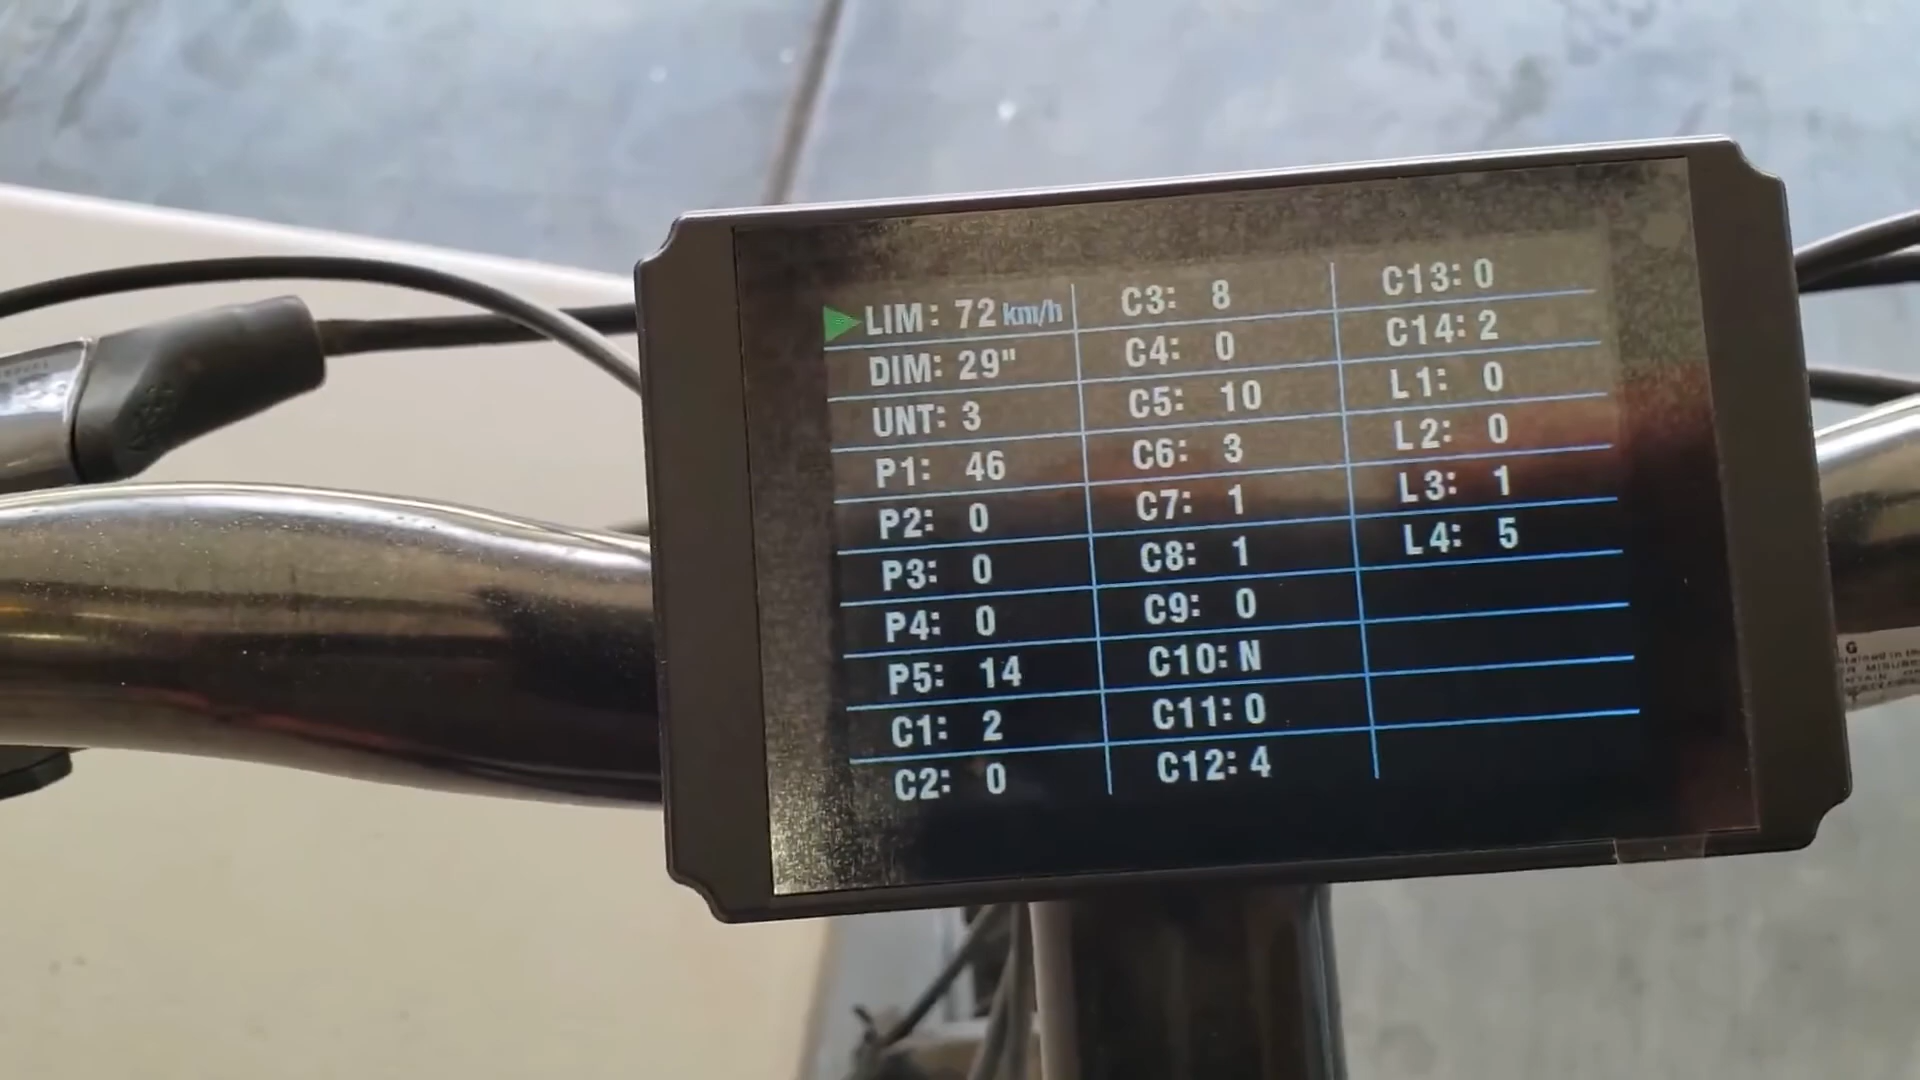 LIM: 72 km/h
DIM: 29"
UNT: 3
P1: 46
P2: 0
P3: 0
P4: 0
P5: 14
C1: 2
C2: 0
C3: 8
C4: 0
C5: 10
C6: 3
C7: 1
C8: 1
C9: 0
C10: N
C11: 0
C12: 4
C13: 0
C14: 2
L1: 0
L2: 0
L3: 1
L4: 5